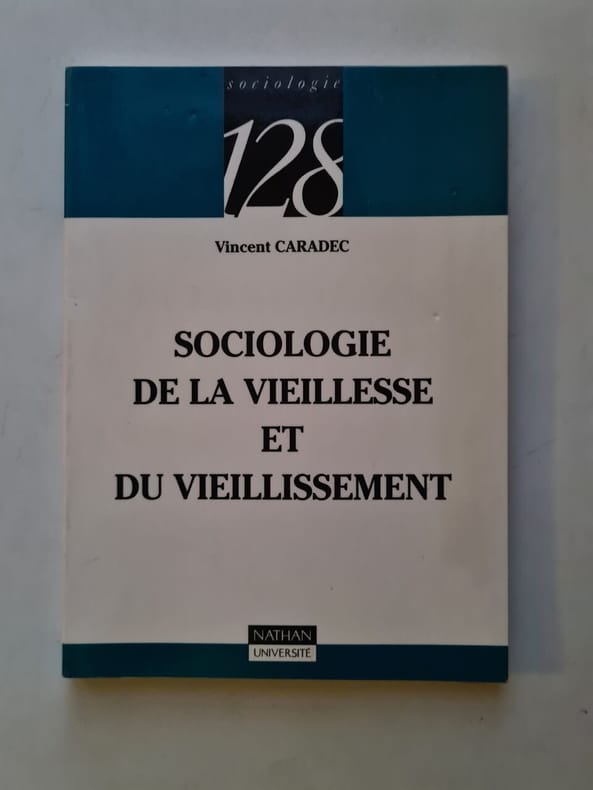 sociologie
128
Vincent CARADEC
SOCIOLOGIE
DE LA VIEILLESSE
ET
DU VIEILLISSEMENT
NATHAN
UNIVERSITÉ